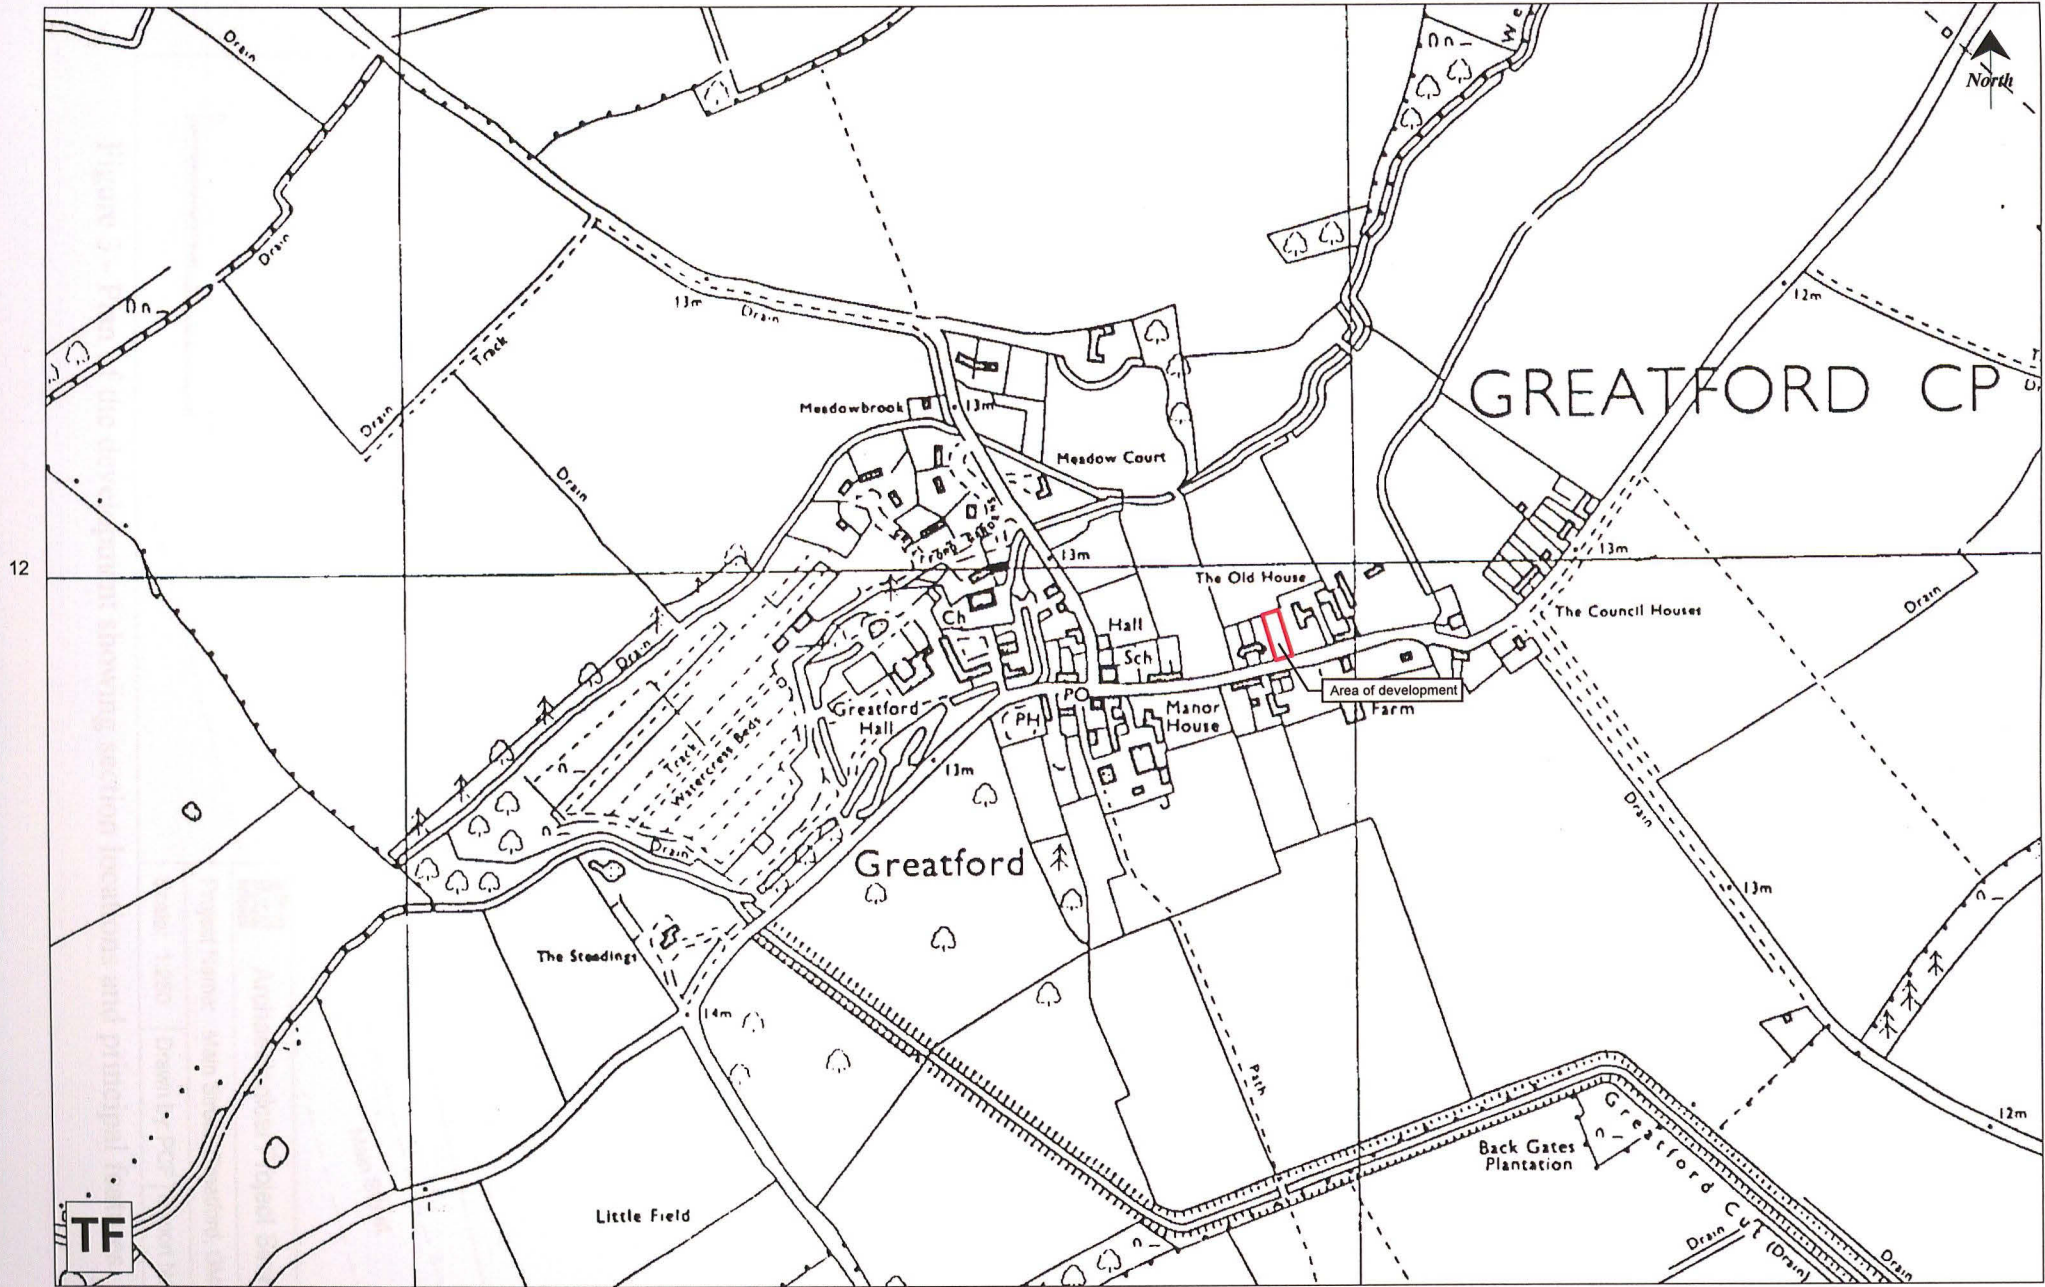 Drain
North
Drain
13m
Drain
12m
Track
Drain
GREATFORD CP
Meadowbrook
13m
Meadow Court
Drain
13m
13m
12
The Old House
The Council Houses
Drain
Ch
Hall
Sch
Drain
Area of development
PO
Greatford
Hall
PH
Manor
House
Farm
Track
Watercress Beds
13m
Drain
Drain
Greatford
13m
The Steadings
14m
Path
12m
Back Gates
Plantation
Greatford Cut (Drain)
Little Field
TF
Drain
Drain